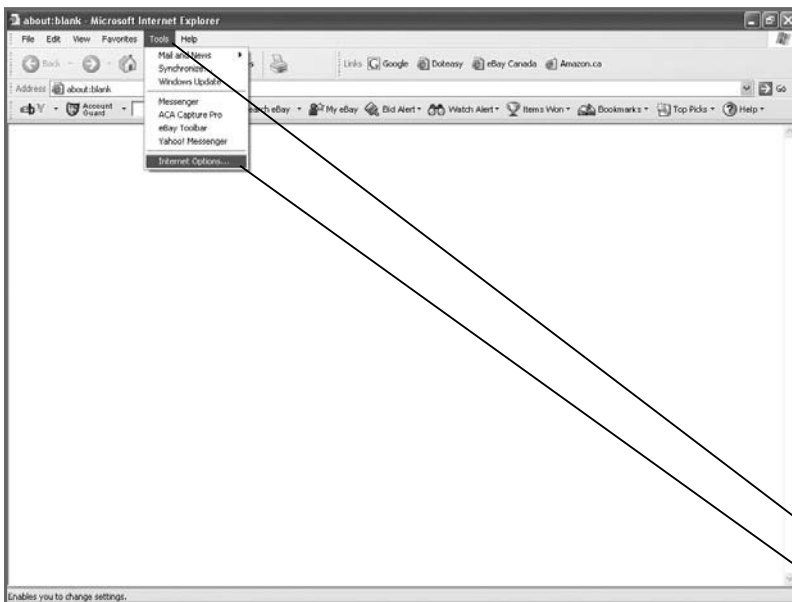 about:blank - Microsoft Internet Explorer
File Edit View Favorites Tools Help
Back
Links Google Doteasy eBay Canada Amazon.ca
Address about:blank Go
ebY Account Guard eBay My eBay Bid Alert Watch Alert Items Won Bookmarks Top Picks Help
Mail and News
Synchronize...
Windows Update
Messenger
ACA Capture Pro
eBay Toolbar
Yahoo! Messenger
Internet Options...
Enables you to change settings.